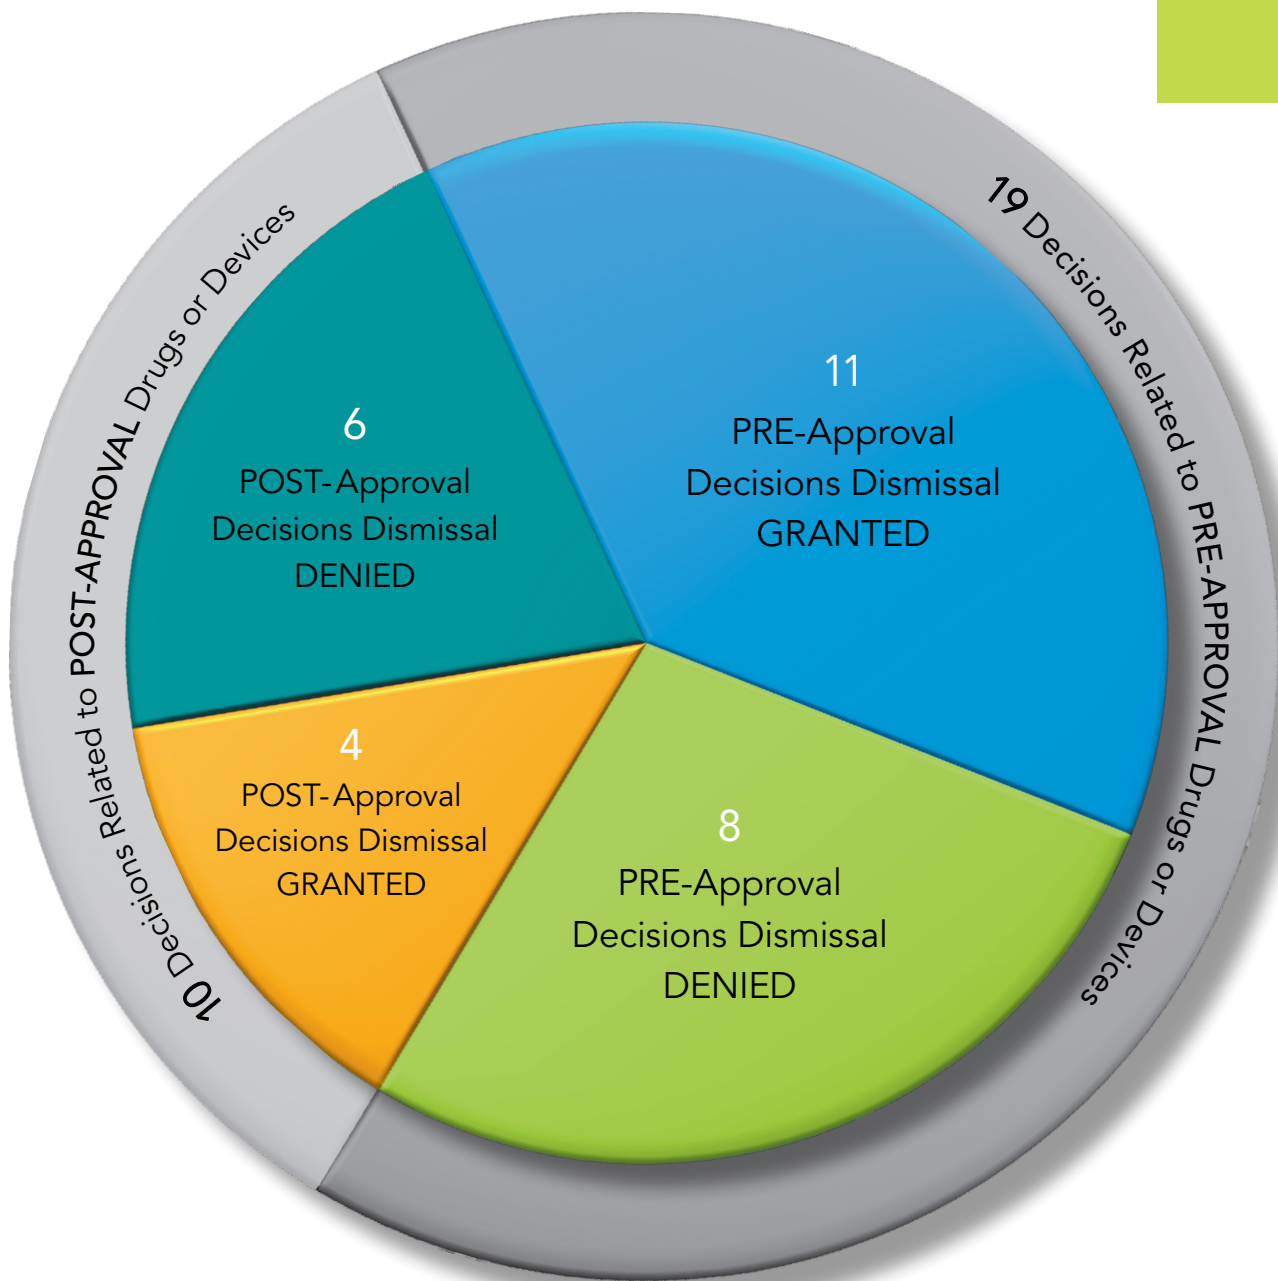 10 Decisions Related to POST-APPROVAL Drugs or Devices
19 Decisions Related to PRE-APPROVAL Drugs or Devices
6
POST-Approval
Decisions Dismissal
DENIED
11
PRE-Approval
Decisions Dismissal
GRANTED
4
POST-Approval
Decisions Dismissal
GRANTED
8
PRE-Approval
Decisions Dismissal
DENIED